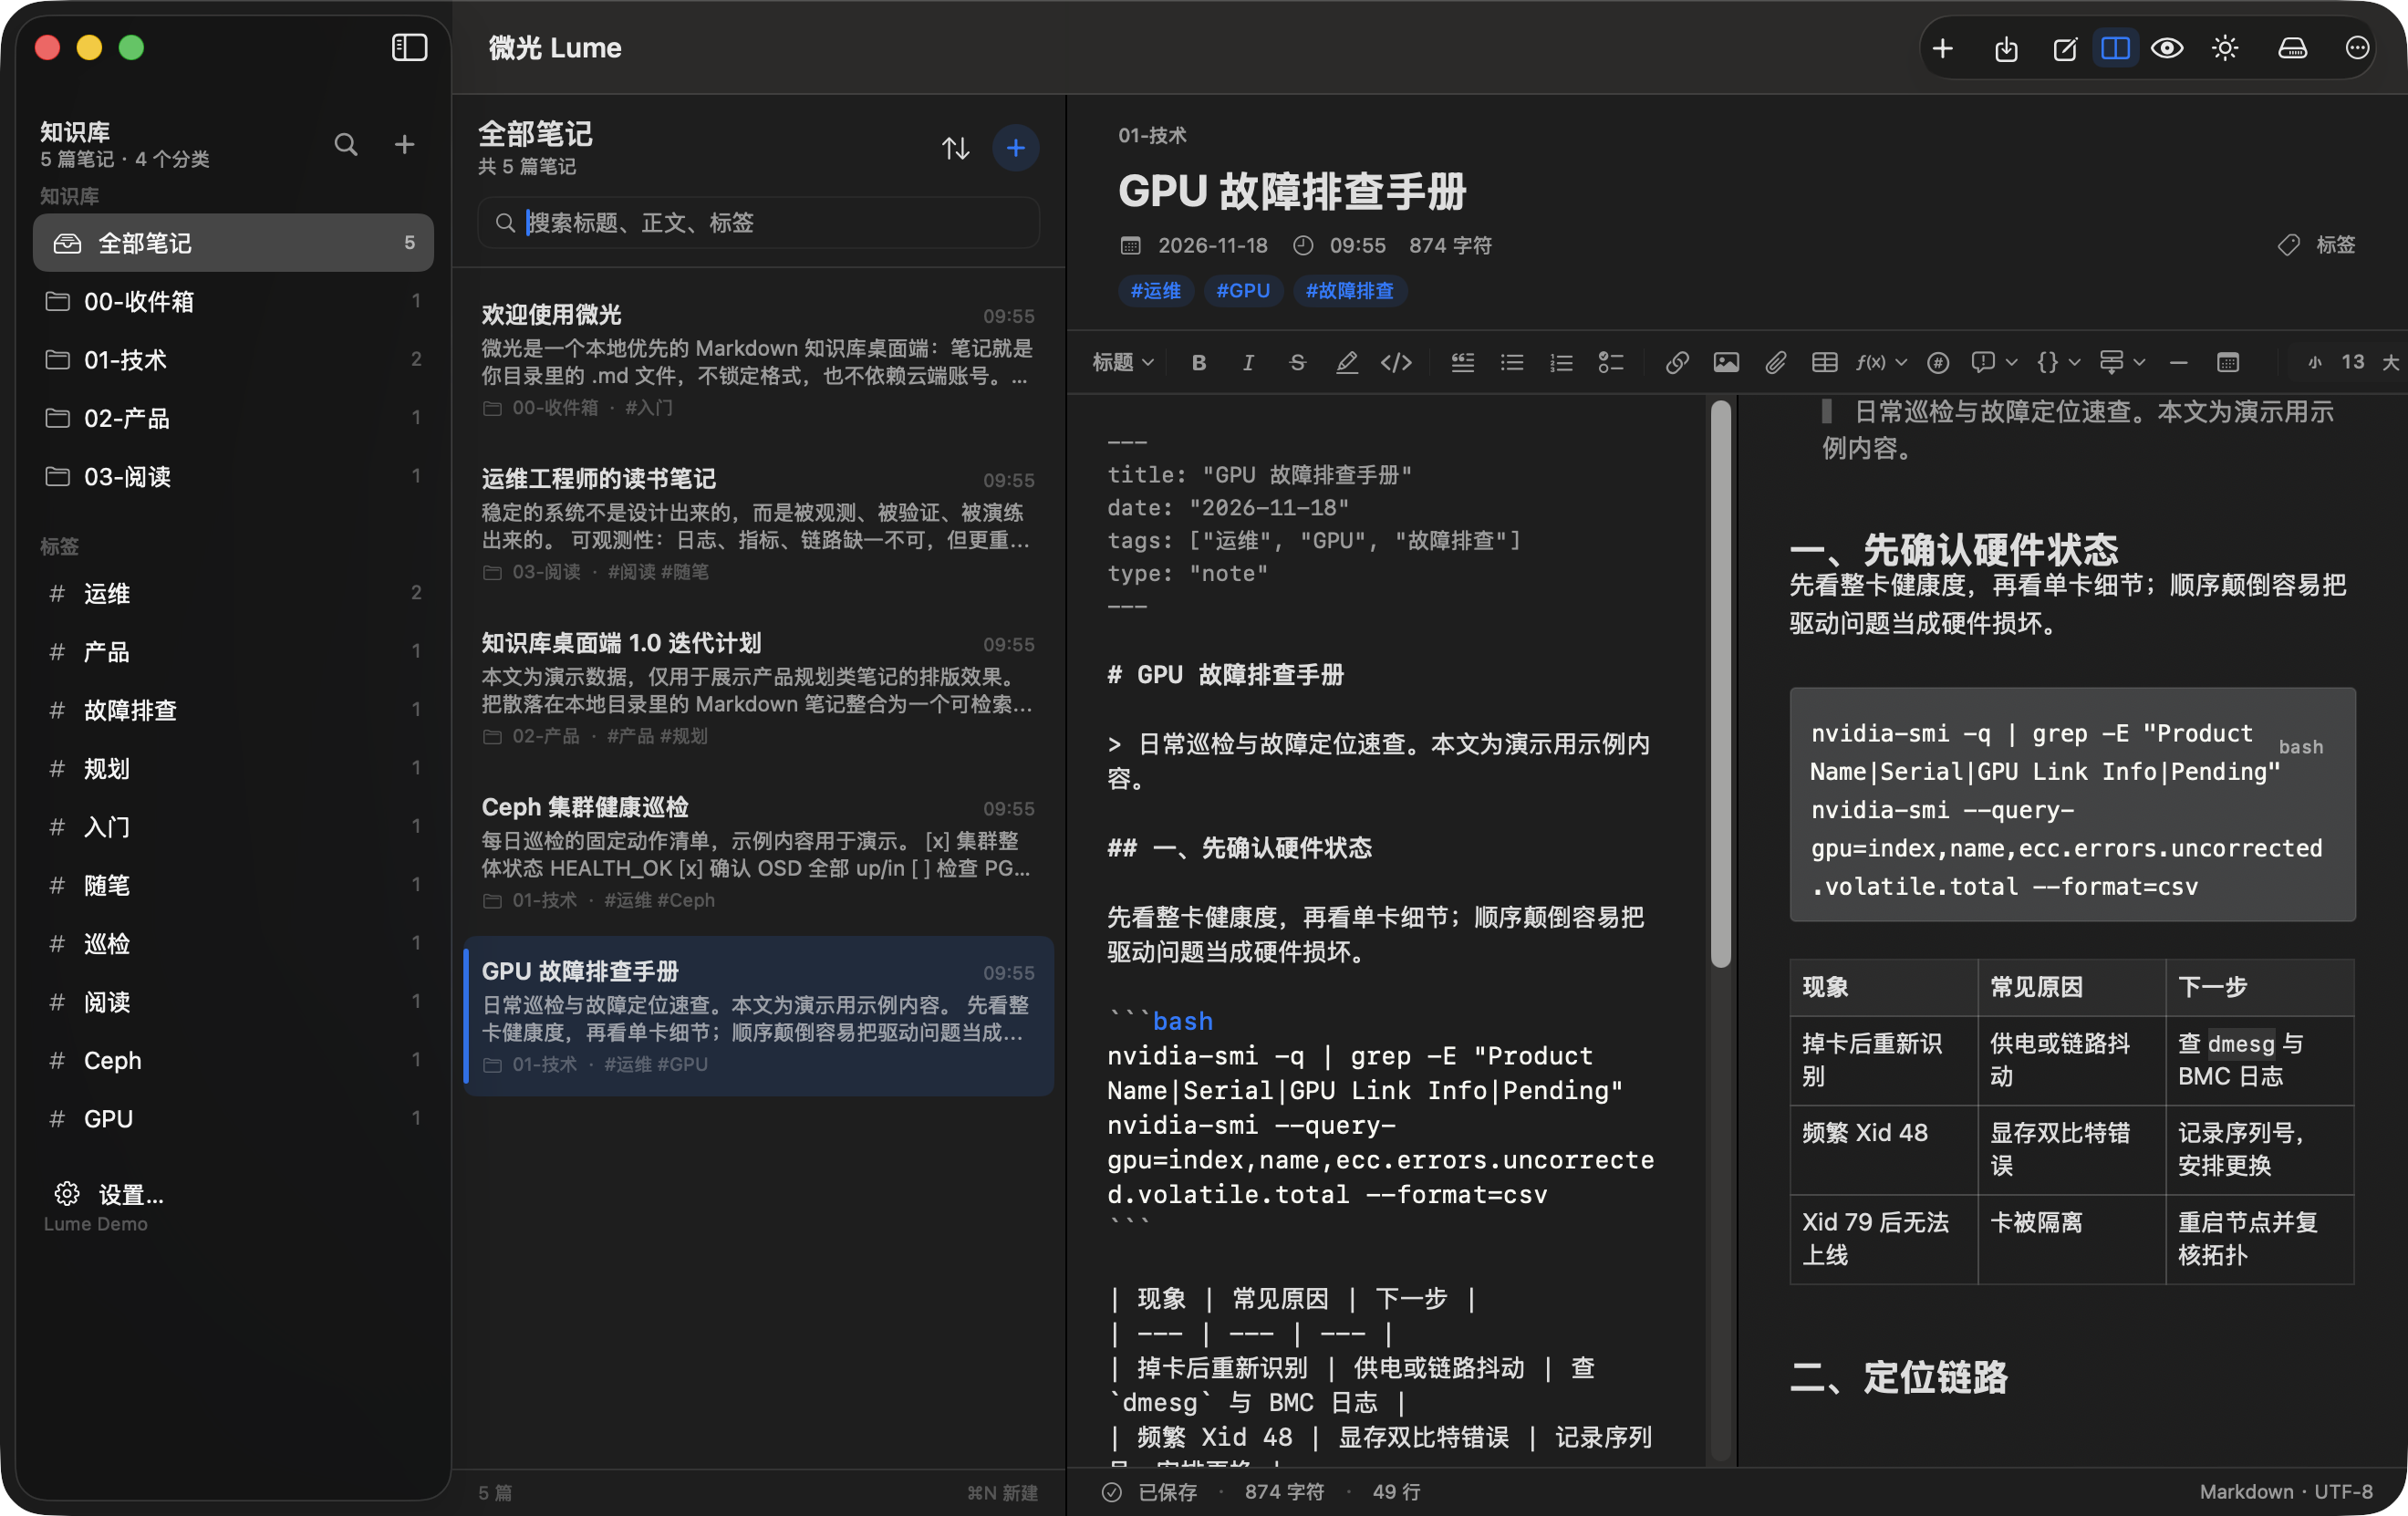 微光 Lume
知识库
5 篇笔记 · 4 个分类
知识库
全部笔记 5
00-收件箱 1
01-技术 2
02-产品 1
03-阅读 1
标签
# 运维 2
# 产品 1
# 故障排查 1
# 规划 1
# 入门 1
# 随笔 1
# 巡检 1
# 阅读 1
# Ceph 1
# GPU 1
设置...
Lume Demo
全部笔记
共 5 篇笔记
搜索标题、正文、标签
欢迎使用微光 09:55
微光是一个本地优先的 Markdown 知识库桌面端：笔记就是
你目录里的 .md 文件，不锁定格式，也不依赖云端账号。...
00-收件箱 · #入门
运维工程师的读书笔记 09:55
稳定的系统不是设计出来的，而是被观测、被验证、被演练
出来的。 可观测性：日志、指标、链路缺一不可，但更重...
03-阅读 · #阅读 #随笔
知识库桌面端 1.0 迭代计划 09:55
本文为演示数据，仅用于展示产品规划类笔记的排版效果。
把散落在本地目录里的 Markdown 笔记整合为一个可检索...
02-产品 · #产品 #规划
Ceph 集群健康巡检 09:55
每日巡检的固定动作清单，示例内容用于演示。 [x] 集群整
体状态 HEALTH_OK [x] 确认 OSD 全部 up/in [ ] 检查 PG...
01-技术 · #运维 #Ceph
GPU 故障排查手册 09:55
日常巡检与故障定位速查。本文为演示用示例内容。 先看整
卡健康度，再看单卡细节；顺序颠倒容易把驱动问题当成...
01-技术 · #运维 #GPU
5 篇 ⌘N 新建
01-技术
GPU 故障排查手册
2026-11-18 09:55 874 字符
标签
#运维 #GPU #故障排查
标题 B I S </> f(x) # {} 小 13 大
---
title: "GPU 故障排查手册"
date: "2026-11-18"
tags: ["运维", "GPU", "故障排查"]
type: "note"
---
# GPU 故障排查手册
> 日常巡检与故障定位速查。本文为演示用示例内
容。
## 一、先确认硬件状态
先看整卡健康度，再看单卡细节；顺序颠倒容易把
驱动问题当成硬件损坏。
```bash
nvidia-smi -q | grep -E "Product
Name|Serial|GPU Link Info|Pending"
nvidia-smi --query-
gpu=index,name,ecc.errors.uncorrecte
d.volatile.total --format=csv
```
| 现象 | 常见原因 | 下一步 |
| --- | --- | --- |
| 掉卡后重新识别 | 供电或链路抖动 | 查
`dmesg` 与 BMC 日志 |
| 频繁 Xid 48 | 显存双比特错误 | 记录序列
号，安排更换 |
日常巡检与故障定位速查。本文为演示用示
例内容。
一、先确认硬件状态
先看整卡健康度，再看单卡细节；顺序颠倒容易把
驱动问题当成硬件损坏。
bash
nvidia-smi -q | grep -E "Product
Name|Serial|GPU Link Info|Pending"
nvidia-smi --query-
gpu=index,name,ecc.errors.uncorrected
.volatile.total --format=csv
现象 常见原因 下一步
掉卡后重新识 供电或链路抖 查 dmesg 与
别 动 BMC 日志
频繁 Xid 48 显存双比特错 记录序列号，
误 安排更换
Xid 79 后无法 卡被隔离 重启节点并复
上线 核拓扑
二、定位链路
已保存 · 874 字符 · 49 行
Markdown · UTF-8